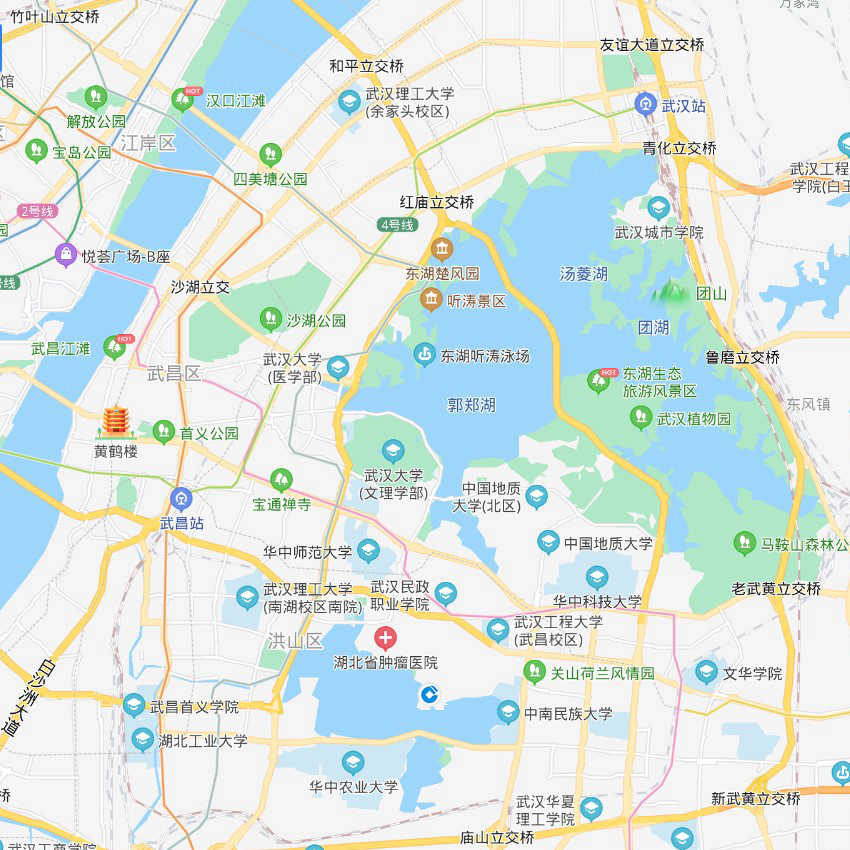 竹叶山立交桥
万家湾
友谊大道立交桥
和平立交桥
馆
武汉理工大学
(余家头校区)
HOT
汉口江滩
武汉站
解放公园
江岸区
区
宝岛公园
青化立交桥
四美塘公园
武汉工程
学院(白
红庙立交桥
2号线
4号线
园
武汉城市学院
悦荟广场-B座
东湖楚风园
汤菱湖
号线
沙湖立交
听涛景区
团山
沙湖公园
团湖
HOT
武昌江滩
武汉大学
(医学部)
东湖听涛泳场
鲁磨立交桥
武昌区
HOT
东湖生态
旅游风景区
郭郑湖
东风镇
武汉植物园
首义公园
黄鹤楼
武汉大学
(文理学部)
中国地质
大学(北区)
宝通禅寺
武昌站
华中师范大学
中国地质大学
马鞍山森林公
武汉理工大学
(南湖校区南院)
武汉民政
职业学院
华中科技大学
老武黄立交桥
武汉工程大学
(武昌校区)
洪山区
湖北省肿瘤医院
关山荷兰风情园
文华学院
白沙洲大道
武昌首义学院
中南民族大学
湖北工业大学
华中农业大学
桥
武汉华夏
理工学院
新武黄立交桥
庙山立交桥
武汉工商学院